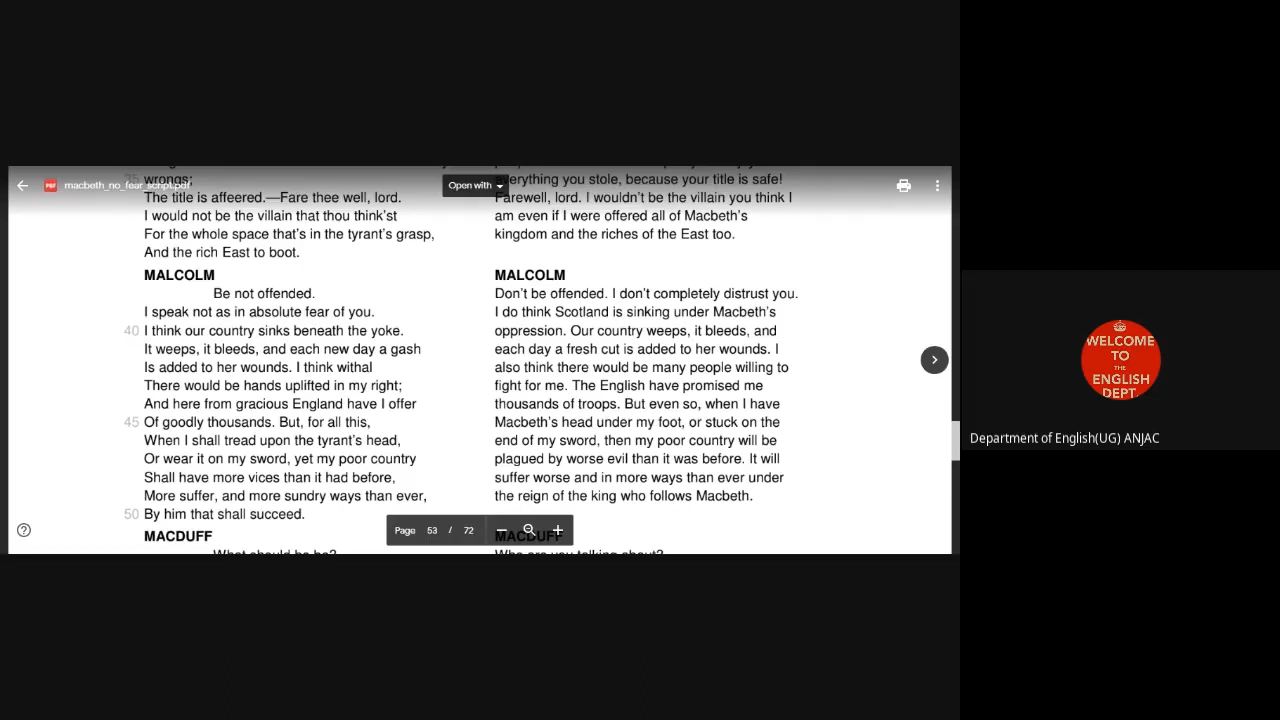 35 wrongs;
macbeth_no_fear_script.pdf
Open with
The title is affeered.—Fare thee well, lord.
I would not be the villain that thou think'st
For the whole space that's in the tyrant's grasp,
And the rich East to boot.
MALCOLM
Be not offended.
I speak not as in absolute fear of you.
40 I think our country sinks beneath the yoke.
It weeps, it bleeds, and each new day a gash
Is added to her wounds. I think withal
There would be hands uplifted in my right;
And here from gracious England have I offer
45 Of goodly thousands. But, for all this,
When I shall tread upon the tyrant's head,
Or wear it on my sword, yet my poor country
Shall have more vices than it had before,
More suffer, and more sundry ways than ever,
50 By him that shall succeed.
MACDUFF
What should he be?
everything you stole, because your title is safe!
Farewell, lord. I wouldn't be the villain you think I
am even if I were offered all of Macbeth's
kingdom and the riches of the East too.
MALCOLM
Don't be offended. I don't completely distrust you.
I do think Scotland is sinking under Macbeth's
oppression. Our country weeps, it bleeds, and
each day a fresh cut is added to her wounds. I
also think there would be many people willing to
fight for me. The English have promised me
thousands of troops. But even so, when I have
Macbeth's head under my foot, or stuck on the
end of my sword, then my poor country will be
plagued by worse evil than it was before. It will
suffer worse and in more ways than ever under
the reign of the king who follows Macbeth.
MACDUFF
Who are you talking about?
Page 53 / 72
WELCOME
TO
THE
ENGLISH
DEPT.
Department of English(UG) ANJAC